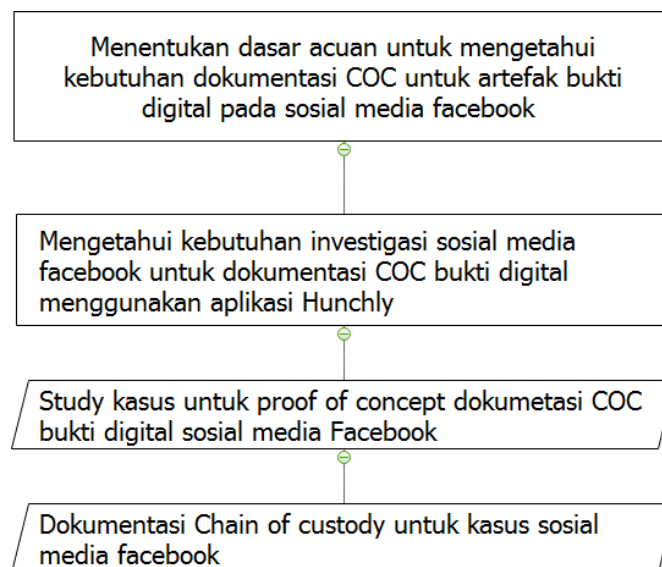 Menentukan dasar acuan untuk mengetahui
kebutuhan dokumentasi COC untuk artefak bukti
digital pada sosial media facebook
Mengetahui kebutuhan investigasi sosial media
facebook untuk dokumentasi COC bukti digital
menggunakan aplikasi Hunchly
Study kasus untuk proof of concept dokumetasi COC
bukti digital sosial media Facebook
Dokumentasi Chain of custody untuk kasus sosial
media facebook